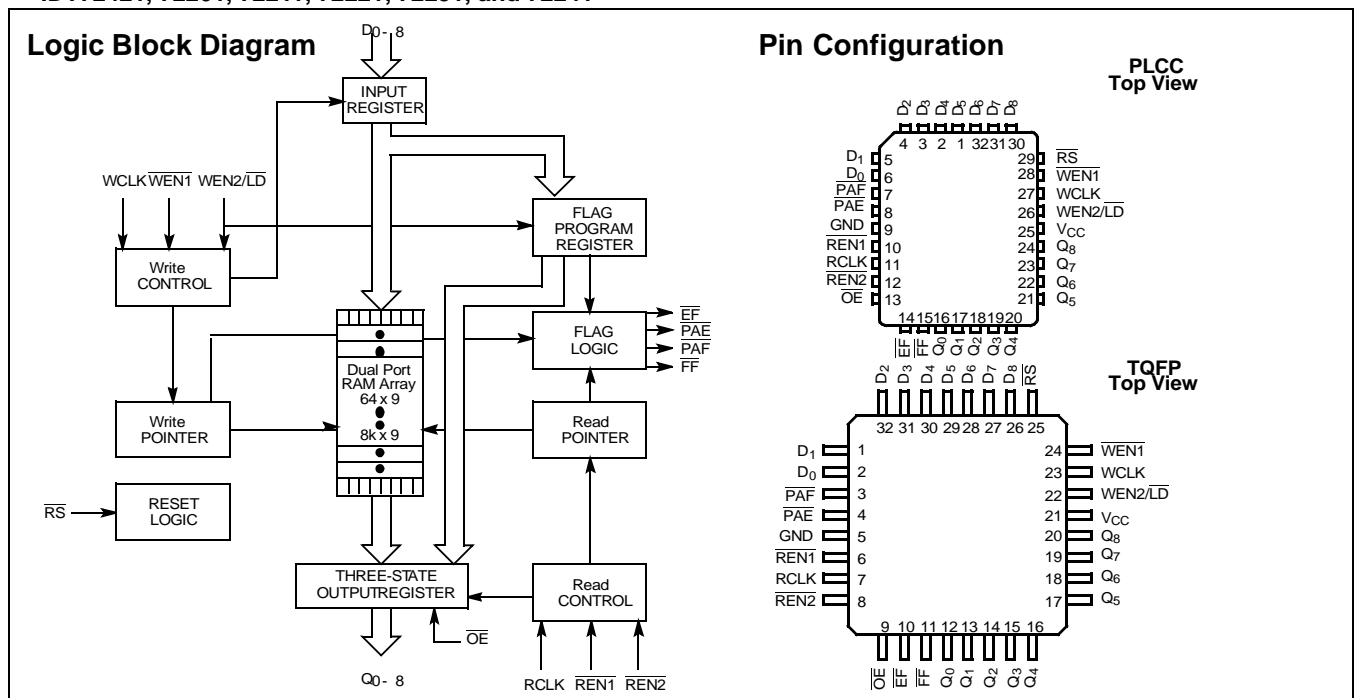 Logic Block Diagram
D0- 8
INPUT
REGISTER
WCLK WEN1 WEN2/LD
FLAG
PROGRAM
REGISTER
Write
CONTROL
EF
PAE
PAF
FF
FLAG
LOGIC
Dual Port
RAM Array
64 x 9
8k x 9
Write
POINTER
Read
POINTER
RS
RESET
LOGIC
THREE-STATE
OUTPUTREGISTER
Read
CONTROL
OE
Q0- 8
RCLK REN1 REN2
Pin Configuration
PLCC
Top View
D2 D3 D4 D5 D6 D7 D8
4 3 2 1 32 31 30
D1 5
D0 6
PAF 7
PAE 8
GND 9
REN1 10
RCLK 11
REN2 12
OE 13
29 RS
28 WEN1
27 WCLK
26 WEN2/LD
25 VCC
24 Q8
23 Q7
22 Q6
21 Q5
14 15 16 17 18 19 20
EF FF Q0 Q1 Q2 Q3 Q4
TQFP
Top View
D2 D3 D4 D5 D6 D7 D8 RS
32 31 30 29 28 27 26 25
D1 1
D0 2
PAF 3
PAE 4
GND 5
REN1 6
RCLK 7
REN2 8
24 WEN1
23 WCLK
22 WEN2/LD
21 VCC
20 Q8
19 Q7
18 Q6
17 Q5
9 10 11 12 13 14 15 16
OE EF FF Q0 Q1 Q2 Q3 Q4